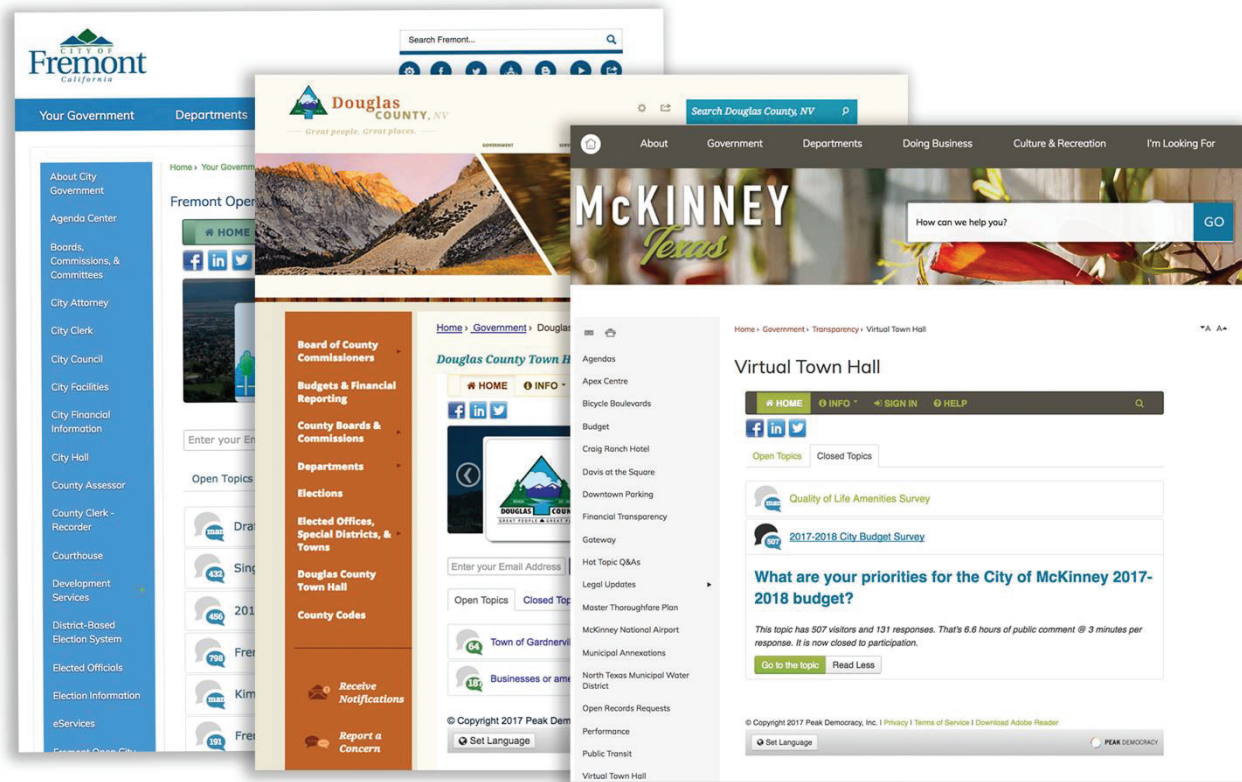 CITY OF
Fremont
California
Search Fremont...
Your Government
Departments
About City
Government
Agenda Center
Boards,
Commissions, &
Committees
City Attorney
City Clerk
City Council
City Facilities
City Financial
Information
City Hall
County Assessor
County Clerk -
Recorder
Courthouse
Development
Services
District-Based
Election System
Elected Officials
Election Information
eServices
Fremont Open City
Home › Your
Fremont Open
HOME
Enter your
Open Topics
max
432
456
798
max
191
Douglas
COUNTY, NV
Great people. Great places.
Search Douglas County, NV
GOVERNMENT
Board of County
Commissioners
Budgets & Financial
Reporting
County Boards &
Commissions
Departments
Elections
Elected Offices,
Special Districts, &
Towns
Douglas County
Town Hall
County Codes
Receive
Notifications
Report a
Concern
Home › Government ›
Douglas County Town
HOME INFO
DOUGLAS
Enter your Email Address
Open Topics Closed
64 Town of
187 Businesses or
© Copyright 2017 Peak
Set Language
About
Government
Departments
Doing Business
Culture & Recreation
I'm Looking For
McKINNEY
Texas
How can we help you?
GO
Agendas
Apex Centre
Bicycle Boulevards
Budget
Craig Ranch Hotel
Davis at the Square
Downtown Parking
Financial Transparency
Gateway
Hot Topic Q&As
Legal Updates
Master Thoroughfare Plan
McKinney National Airport
Municipal Annexations
North Texas Municipal Water
District
Open Records Requests
Performance
Public Transit
Virtual Town Hall
Home › Government › Transparency › Virtual Town Hall
A A
Virtual Town Hall
HOME INFO SIGN IN HELP
Open Topics Closed Topics
max Quality of Life Amenities Survey
507 2017-2018 City Budget Survey
What are your priorities for the City of McKinney 2017-
2018 budget?
This topic has 507 visitors and 131 responses. That's 6.6 hours of public comment @ 3 minutes per
response. It is now closed to participation.
Go to the topic Read Less
© Copyright 2017 Peak Democracy, Inc. | Privacy | Terms of Service | Download Adobe Reader
Set Language
PEAK DEMOCRACY